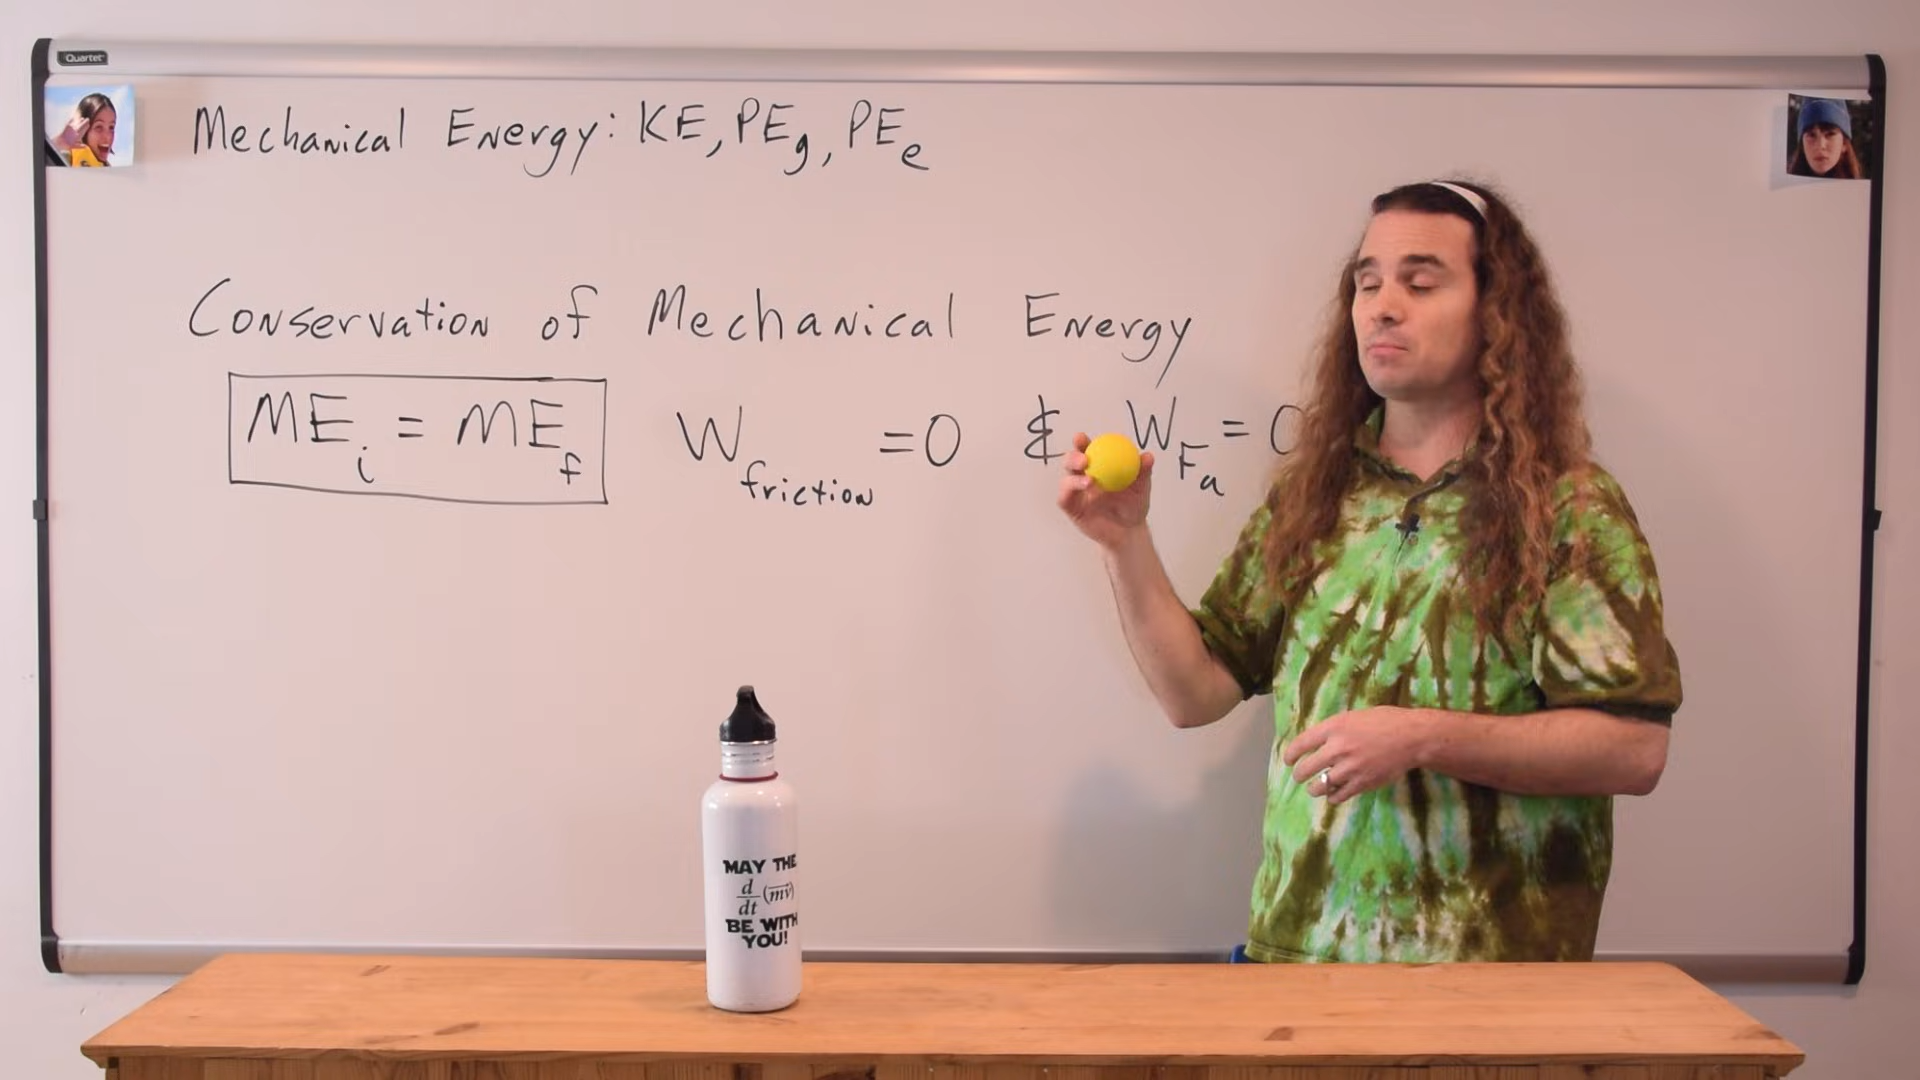 Quartet
Mechanical Energy: KE, PEg, PEe
Conservation of Mechanical Energy
MEi = MEf Wfriction = 0 & WFa = 0
MAY THE
d/dt (mv)
BE WITH
YOU!